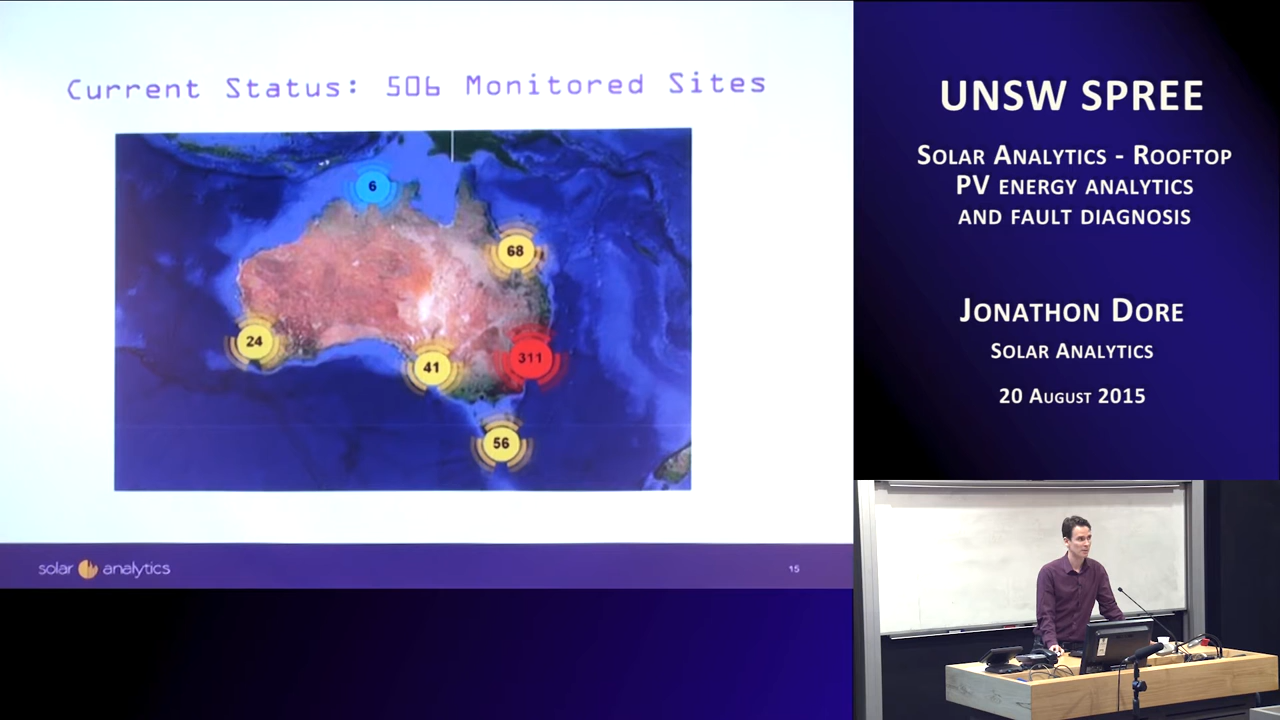 Current Status: 506 Monitored Sites
6
68
24
41
311
56
solar analytics
15
UNSW SPREE
SOLAR ANALYTICS - ROOFTOP
PV ENERGY ANALYTICS
AND FAULT DIAGNOSIS
JONATHON DORE
SOLAR ANALYTICS
20 AUGUST 2015